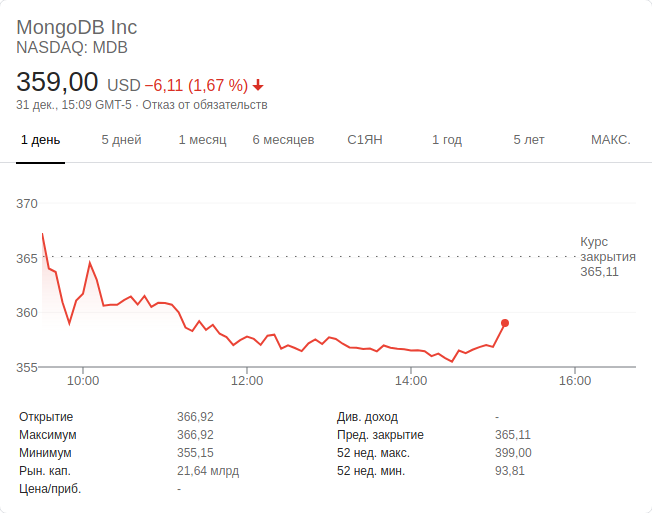 MongoDB Inc
NASDAQ: MDB
359,00 USD −6,11 (1,67 %)
31 дек., 15:09 GMT-5 · Отказ от обязательств
1 день 5 дней 1 месяц 6 месяцев С1ЯН 1 год 5 лет МАКС.
370
365
360
355
Курс
закрытия
365,11
10:00 12:00 14:00 16:00
Открытие 366,92 Див. доход -
Максимум 366,92 Пред. закрытие 365,11
Минимум 355,15 52 нед. макс. 399,00
Рын. кап. 21,64 млрд 52 нед. мин. 93,81
Цена/приб. -